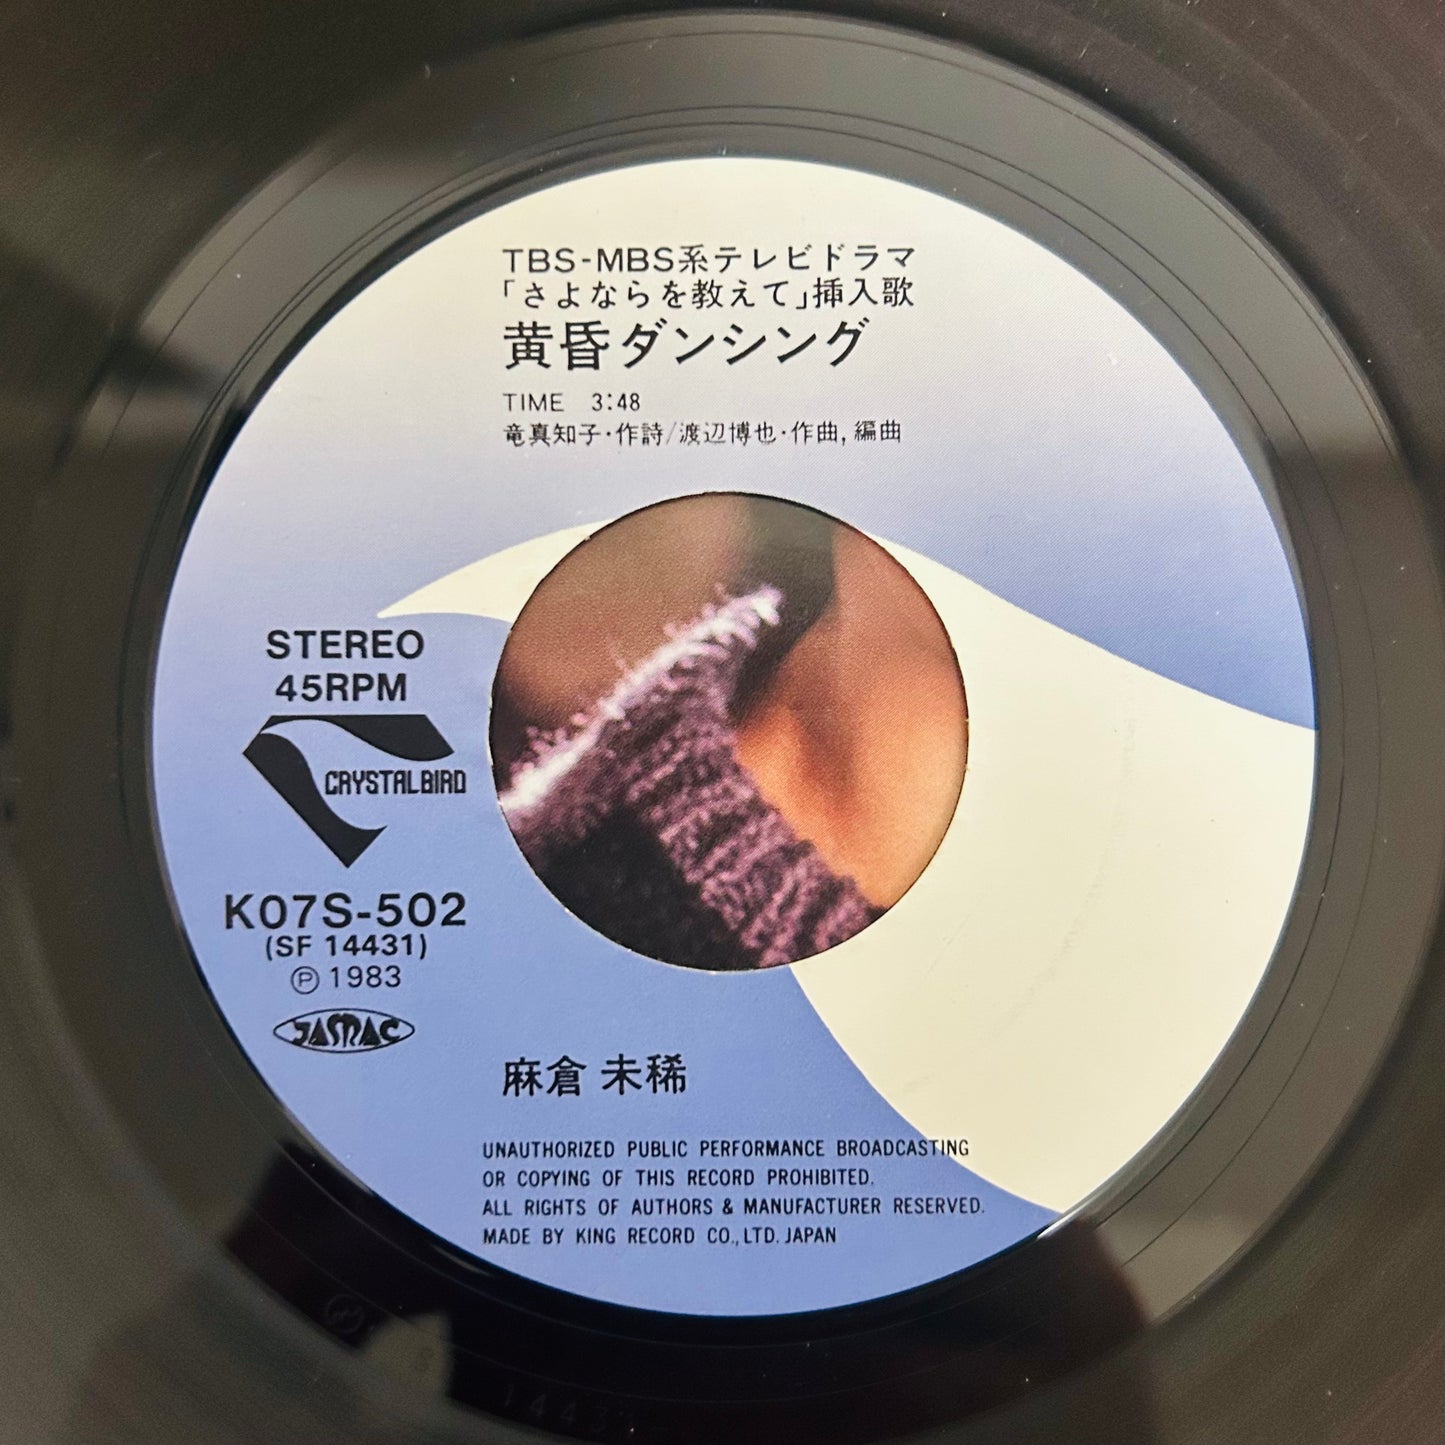 TBS-MBS系テレビドラマ
「さよならを教えて」挿入歌
黄昏ダンシング
TIME 3:48
竜真知子・作詩/渡辺博也・作曲, 編曲
STEREO
45RPM
CRYSTALBIRD
K07S-502
(SF 14431)
Ⓟ 1983
JASRAC
麻倉 未稀
UNAUTHORIZED PUBLIC PERFORMANCE BROADCASTING
OR COPYING OF THIS RECORD PROHIBITED.
ALL RIGHTS OF AUTHORS & MANUFACTURER RESERVED.
MADE BY KING RECORD CO., LTD. JAPAN